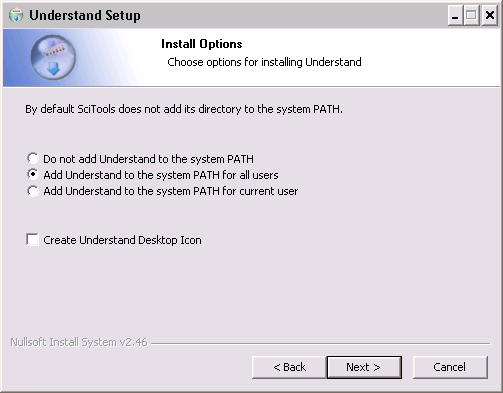 Understand Setup
Install Options
Choose options for installing Understand
By default SciTools does not add its directory to the system PATH.
Do not add Understand to the system PATH
Add Understand to the system PATH for all users
Add Understand to the system PATH for current user
Create Understand Desktop Icon
Nullsoft Install System v2.46
< Back Next > Cancel